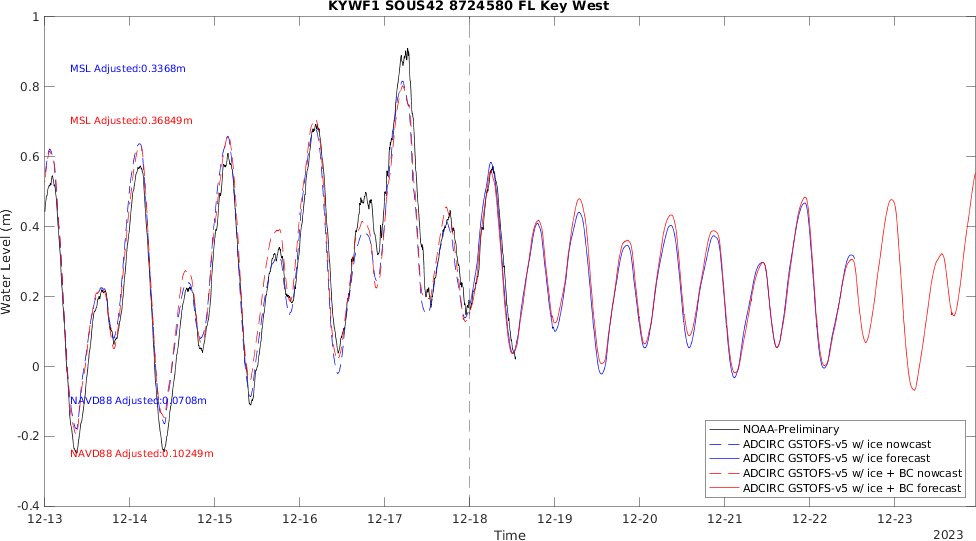 KYWF1 SOUS42 8724580 FL Key West
1
0.8
0.6
0.4
0.2
0
-0.2
-0.4
Water Level (m)
MSL Adjusted:0.3368m
MSL Adjusted:0.36849m
NAVD88 Adjusted:0.0708m
NAVD88 Adjusted:0.10249m
NOAA-Preliminary
ADCIRC GSTOFS-v5 w/ ice nowcast
ADCIRC GSTOFS-v5 w/ ice forecast
ADCIRC GSTOFS-v5 w/ ice + BC nowcast
ADCIRC GSTOFS-v5 w/ ice + BC forecast
12-13 12-14 12-15 12-16 12-17 12-18 12-19 12-20 12-21 12-22 12-23
Time
2023